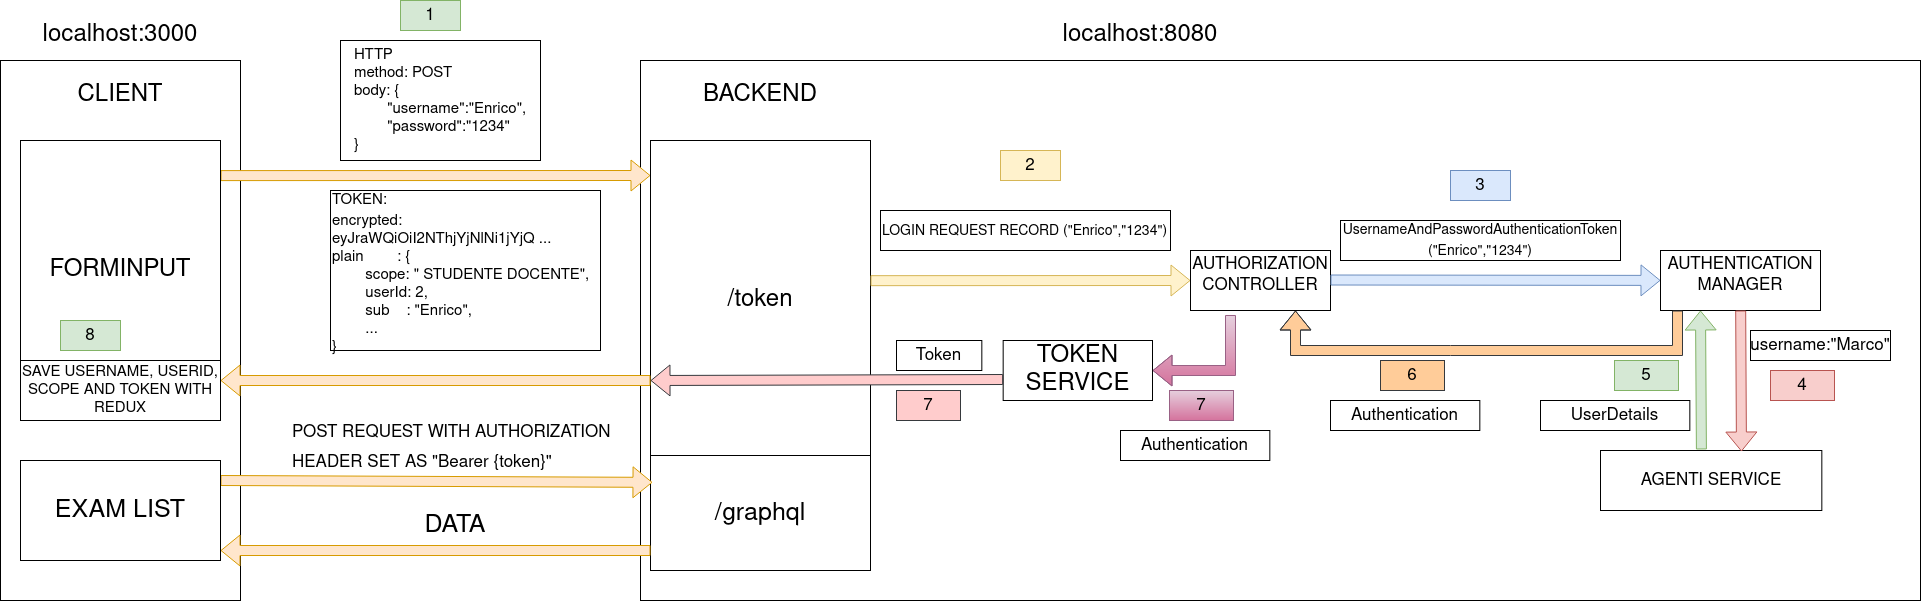 localhost:3000
1
localhost:8080
CLIENT
HTTP
method: POST
body: {
"username":"Enrico",
"password":"1234"
}
BACKEND
2
3
TOKEN:
encrypted:
eyJraWQiOiI2NThjYjNlNi1jYjQ ...
plain : {
scope: " STUDENTE DOCENTE",
userId: 2,
sub : "Enrico",
...
}
FORMINPUT
8
SAVE USERNAME, USERID,
SCOPE AND TOKEN WITH
REDUX
/token
LOGIN REQUEST RECORD ("Enrico","1234")
UsernameAndPasswordAuthenticationToken
("Enrico","1234")
AUTHORIZATION
CONTROLLER
AUTHENTICATION
MANAGER
Token
7
TOKEN
SERVICE
7
Authentication
6
Authentication
5
UserDetails
username:"Marco"
4
AGENTI SERVICE
POST REQUEST WITH AUTHORIZATION
HEADER SET AS "Bearer {token}"
EXAM LIST
DATA
/graphql